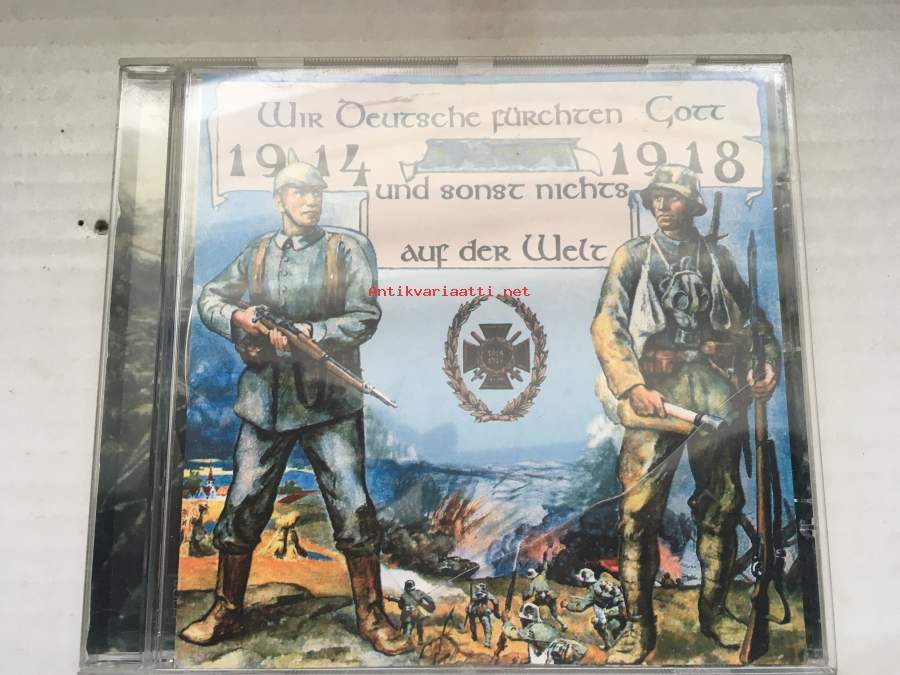 Wir Deutsche fürchten Gott
1914 1918
und sonst nichts
auf der Welt
Antikvariaatti.net